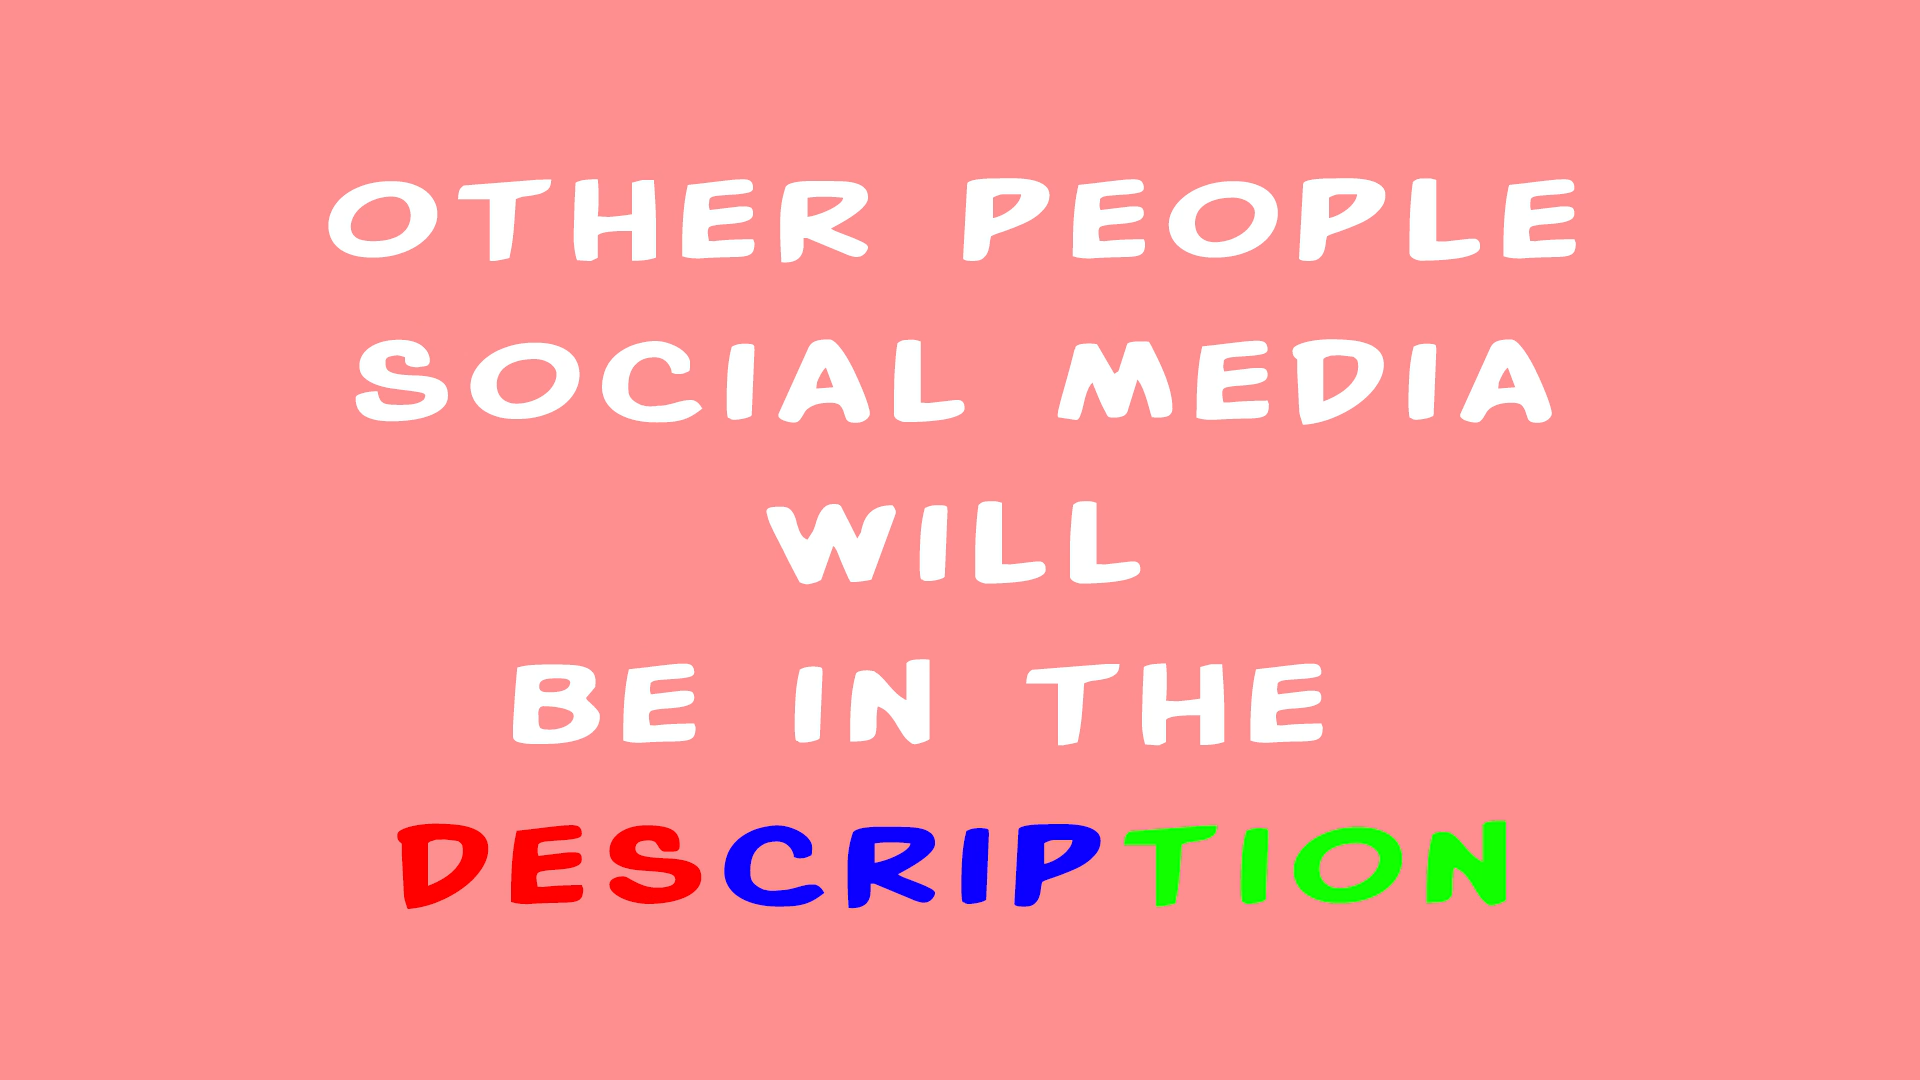 OTHER PEOPLE
SOCIAL MEDIA
WILL
BE IN THE
DESCRIPTION